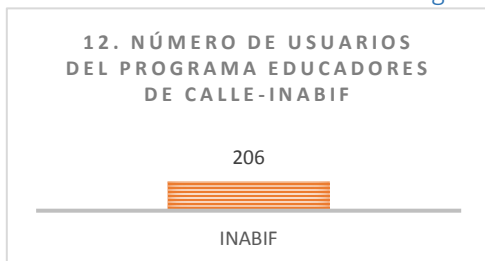 12. NÚMERO DE USUARIOS
DEL PROGRAMA EDUCADORES
DE CALLE-INABIF
206
INABIF